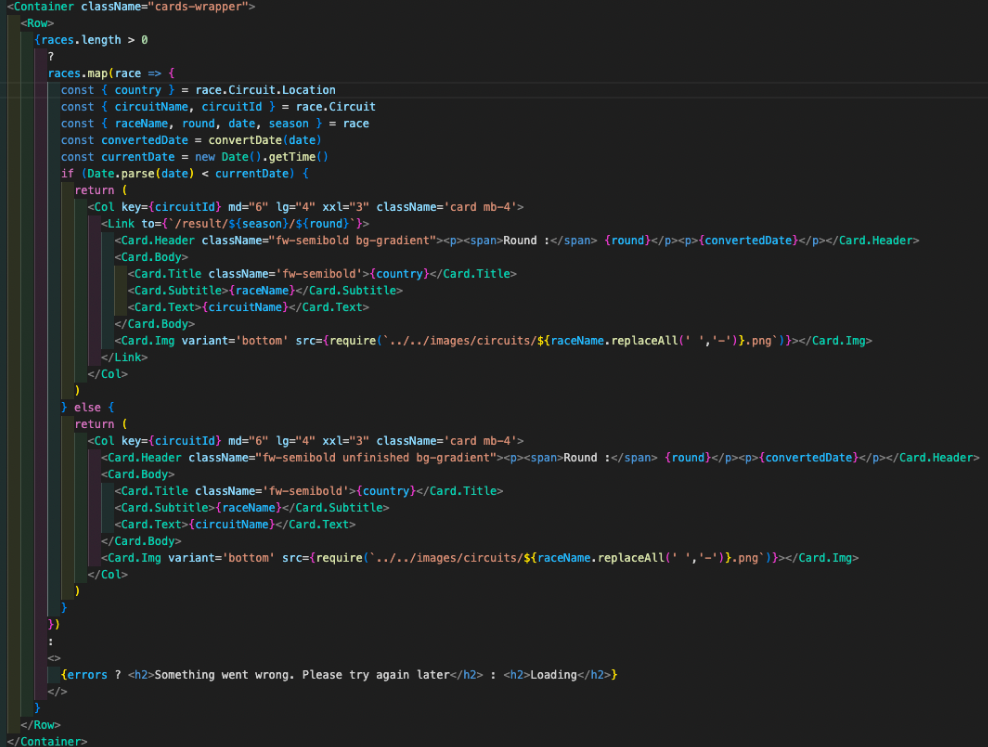 <Container className="cards-wrapper">
<Row>
{races.length > 0
?
races.map(race => {
const { country } = race.Circuit.Location
const { circuitName, circuitId } = race.Circuit
const { raceName, round, date, season } = race
const convertedDate = convertDate(date)
const currentDate = new Date().getTime()
if (Date.parse(date) < currentDate) {
return (
<Col key={circuitId} md="6" lg="4" xxl="3" className='card mb-4'>
<Link to={`/result/${season}/${round}`}>
<Card.Header className="fw-semibold bg-gradient"><p><span>Round :</span> {round}</p><p>{convertedDate}</p></Card.Header>
<Card.Body>
<Card.Title className='fw-semibold'>{country}</Card.Title>
<Card.Subtitle>{raceName}</Card.Subtitle>
<Card.Text>{circuitName}</Card.Text>
</Card.Body>
<Card.Img variant='bottom' src={require(`../../images/circuits/${raceName.replaceAll(' ','-')}.png`)}></Card.Img>
</Link>
</Col>
)
} else {
return (
<Col key={circuitId} md="6" lg="4" xxl="3" className='card mb-4'>
<Card.Header className="fw-semibold unfinished bg-gradient"><p><span>Round :</span> {round}</p><p>{convertedDate}</p></Card.Header>
<Card.Body>
<Card.Title className='fw-semibold'>{country}</Card.Title>
<Card.Subtitle>{raceName}</Card.Subtitle>
<Card.Text>{circuitName}</Card.Text>
</Card.Body>
<Card.Img variant='bottom' src={require(`../../images/circuits/${raceName.replaceAll(' ','-')}.png`)}></Card.Img>
</Col>
)
}
})
:
<>
{errors ? <h2>Something went wrong. Please try again later</h2> : <h2>Loading</h2>}
</>
}
</Row>
</Container>